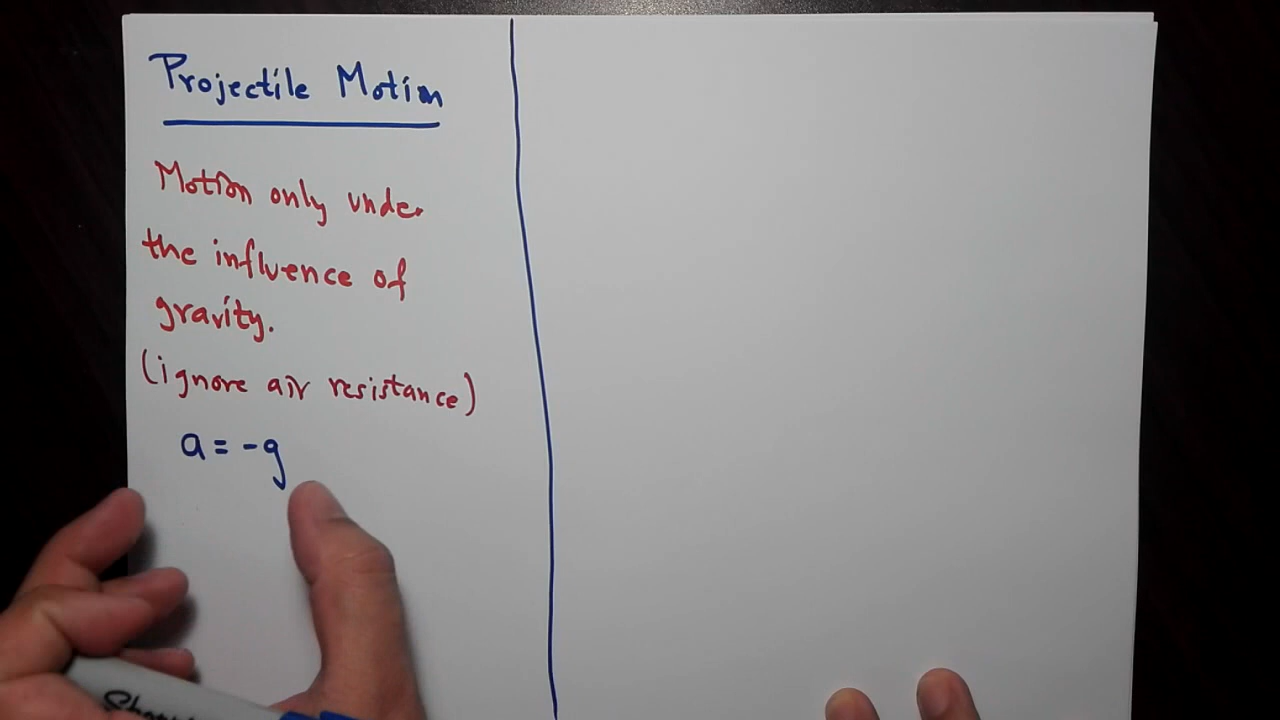 Projectile Motion
Motion only under
the influence of
gravity.
(ignore air resistance)
a = -g